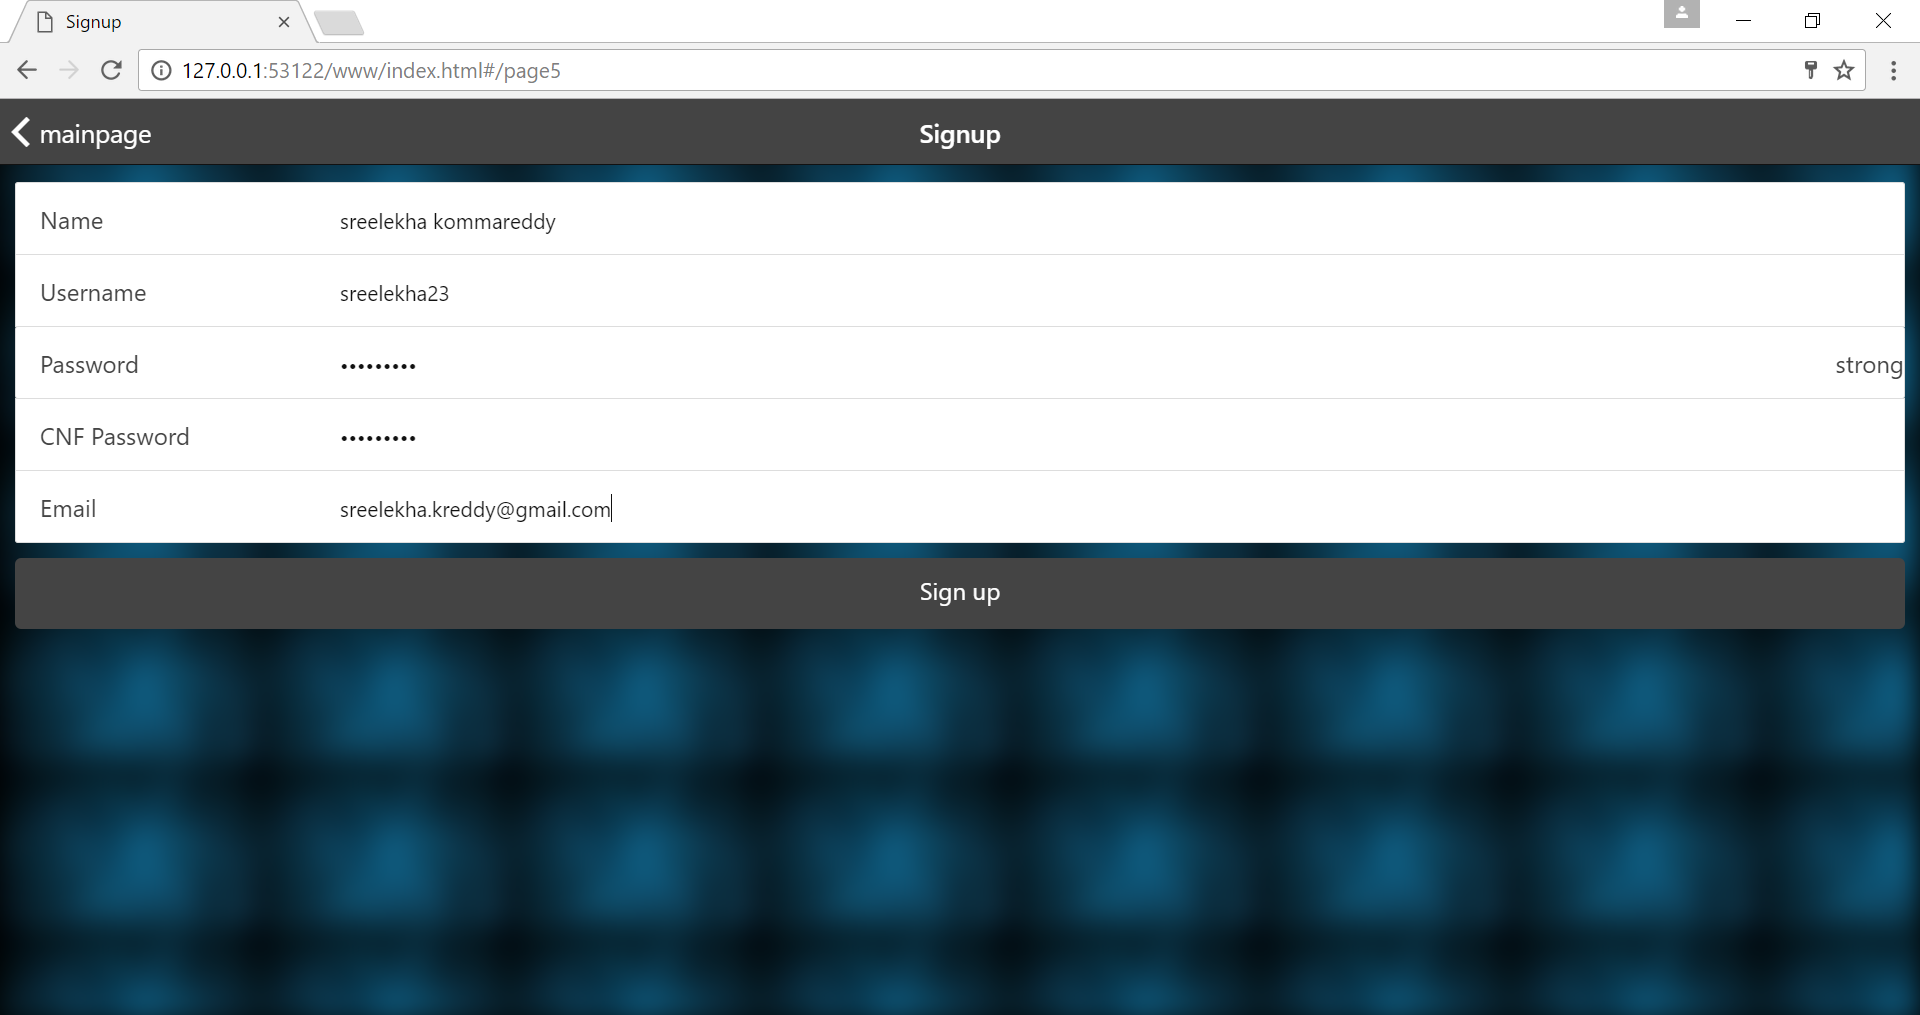 Signup
127.0.0.1:53122/www/index.html#/page5
mainpage
Signup
Name sreelekha kommareddy
Username sreelekha23
Password ••••••••• strong
CNF Password •••••••••
Email sreelekha.kreddy@gmail.com
Sign up